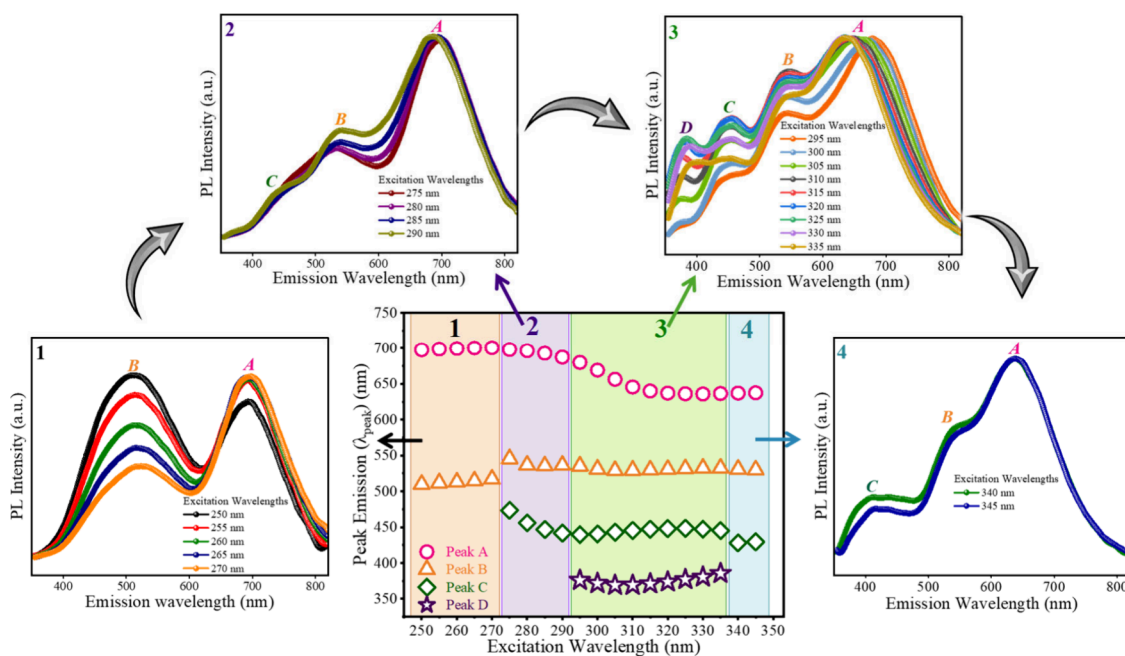 2
A
B
C
PL Intensity (a.u.)
Excitation Wavelengths
275 nm
280 nm
285 nm
290 nm
400 500 600 700 800
Emission Wavelength (nm)
3
A
B
C
D
PL Intensity (a.u.)
Excitation Wavelengths
295 nm
300 nm
305 nm
310 nm
315 nm
320 nm
325 nm
330 nm
335 nm
400 500 600 700 800
Emission Wavelength (nm)
1
B
A
PL Intensity (a.u.)
Excitation Wavelengths
250 nm
255 nm
260 nm
265 nm
270 nm
400 500 600 700 800
Emission wavelength (nm)
1 2 3 4
Peak Emission (λpeak) (nm)
750
700
650
600
550
500
450
400
350
Peak A
Peak B
Peak C
Peak D
250 260 270 280 290 300 310 320 330 340 350
Excitation Wavelength (nm)
4
A
B
C
PL Intensity (a.u.)
Excitation Wavelengths
340 nm
345 nm
400 500 600 700 800
Emission Wavelength (nm)